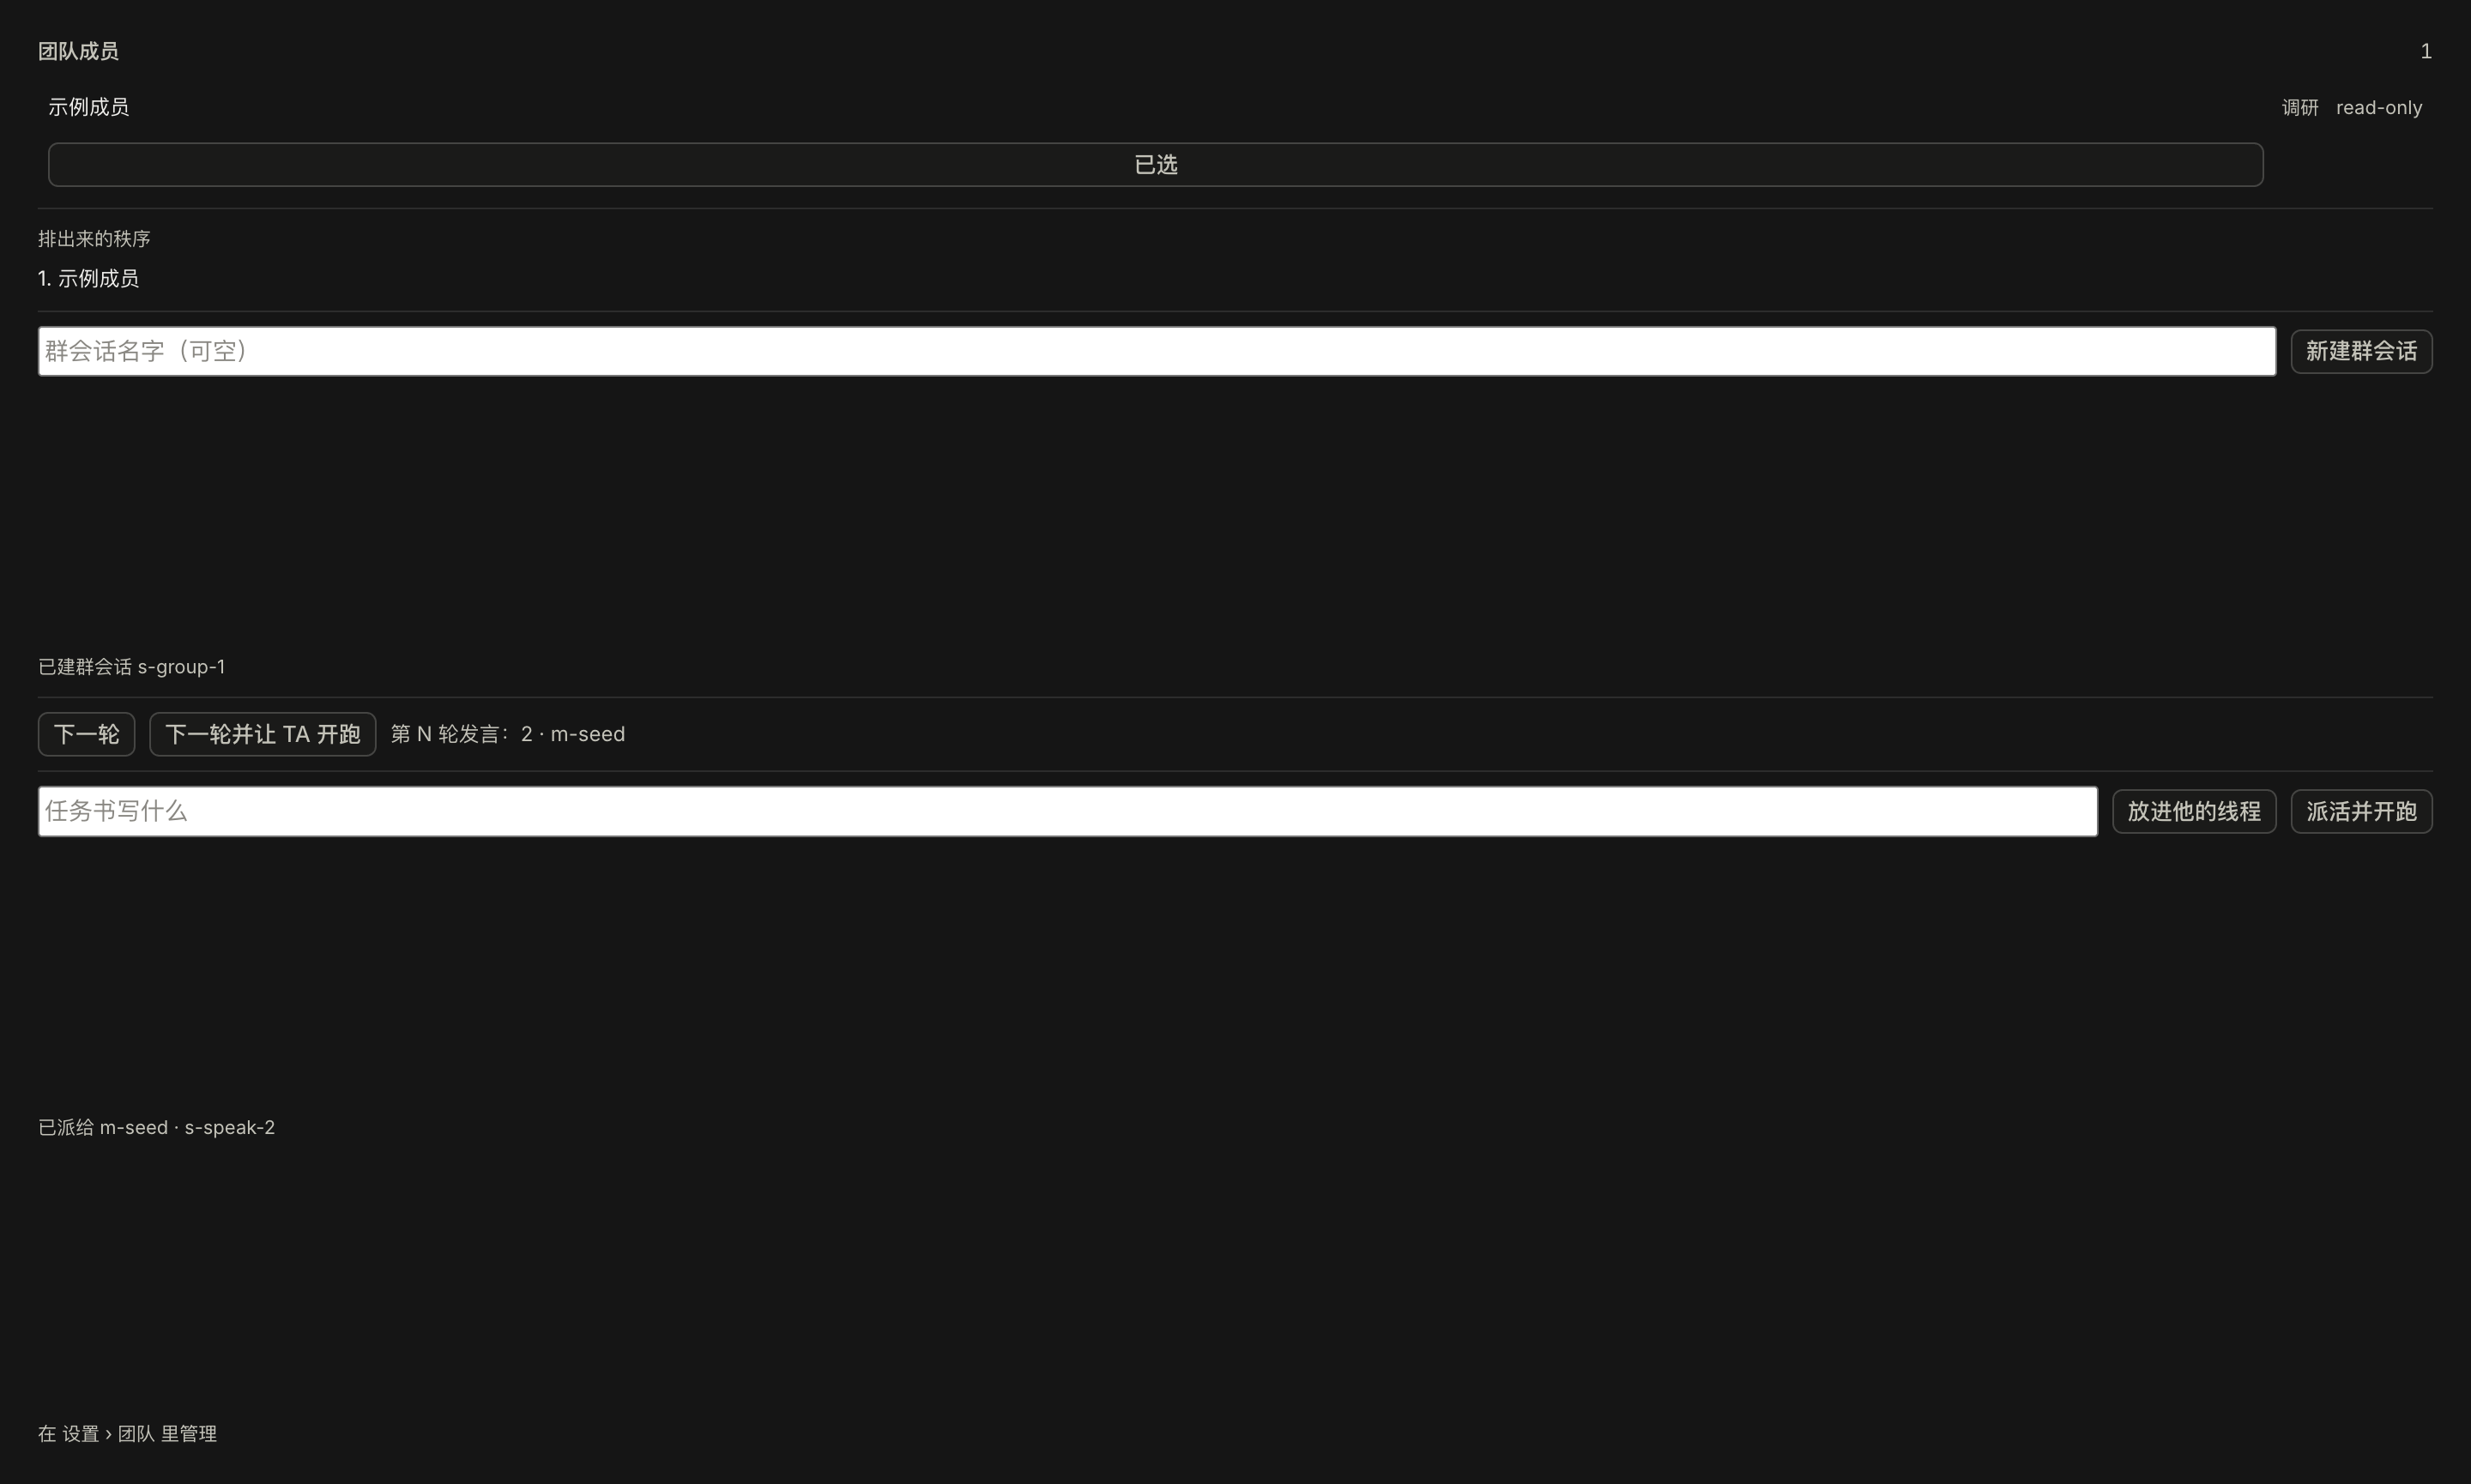 团队成员 1
示例成员 调研 read-only
已选
排出来的秩序
1. 示例成员
群会话名字（可空） 新建群会话
已建群会话 s-group-1
下一轮 下一轮并让 TA 开跑 第 N 轮发言：2 · m-seed
任务书写什么 放进他的线程 派活并开跑
已派给 m-seed · s-speak-2
在 设置 › 团队 里管理